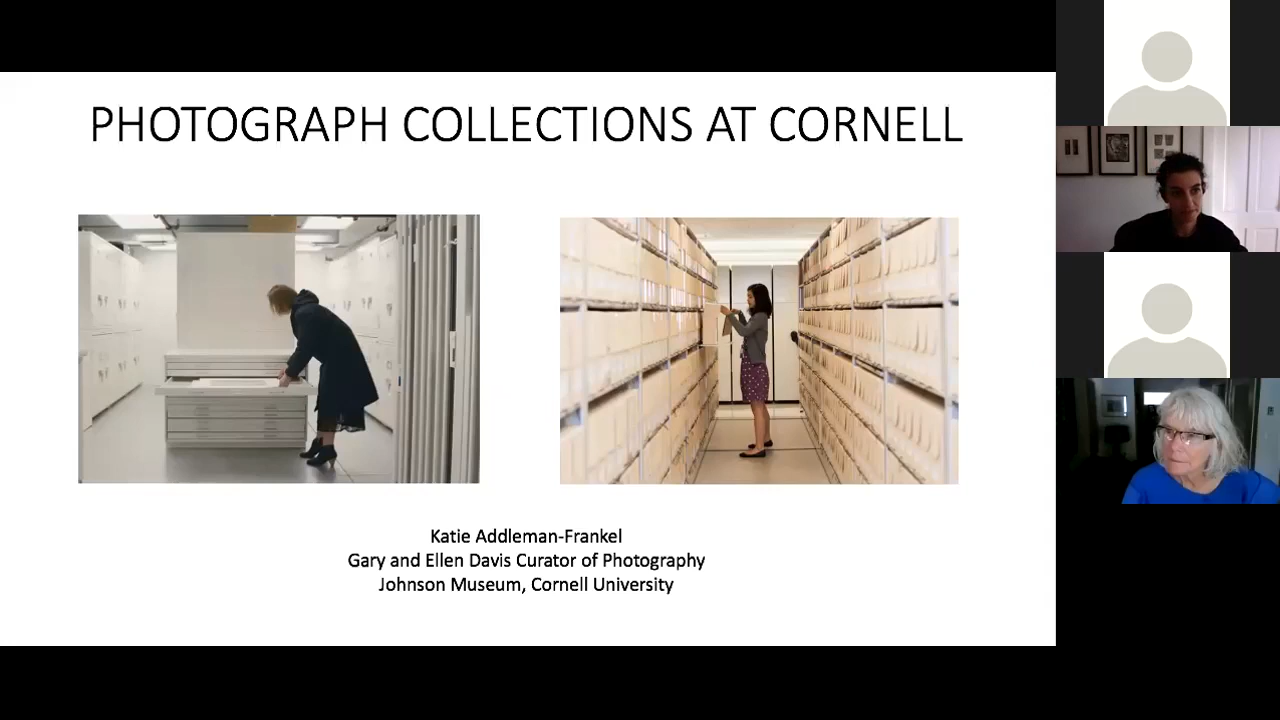 PHOTOGRAPH COLLECTIONS AT CORNELL
Katie Addleman-Frankel
Gary and Ellen Davis Curator of Photography
Johnson Museum, Cornell University